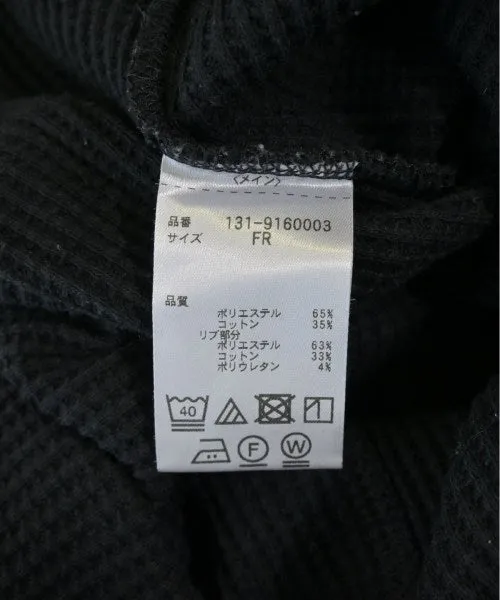 〈メイン〉
品番 131-9160003
サイズ FR
品質
ポリエステル 65%
コットン 35%
リブ部分
ポリエステル 63%
コットン 33%
ポリウレタン 4%
40
F W